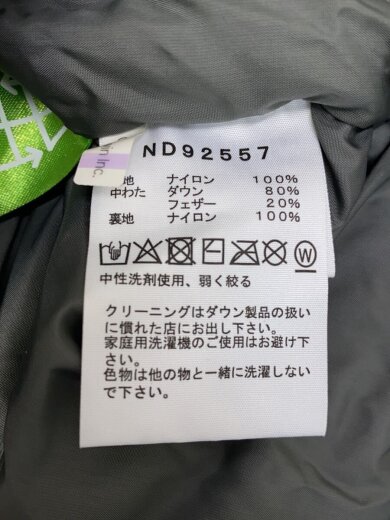 in Inc.
ND92557
地 ナイロン 100%
中わた ダウン 80%
フェザー 20%
裏地 ナイロン 100%
W
中性洗剤使用、弱く絞る
クリーニングはダウン製品の扱い
に慣れた店にお出し下さい。
家庭用洗濯機のご使用はお避け下
さい。
色物は他の物と一緒に洗濯しない
で下さい。